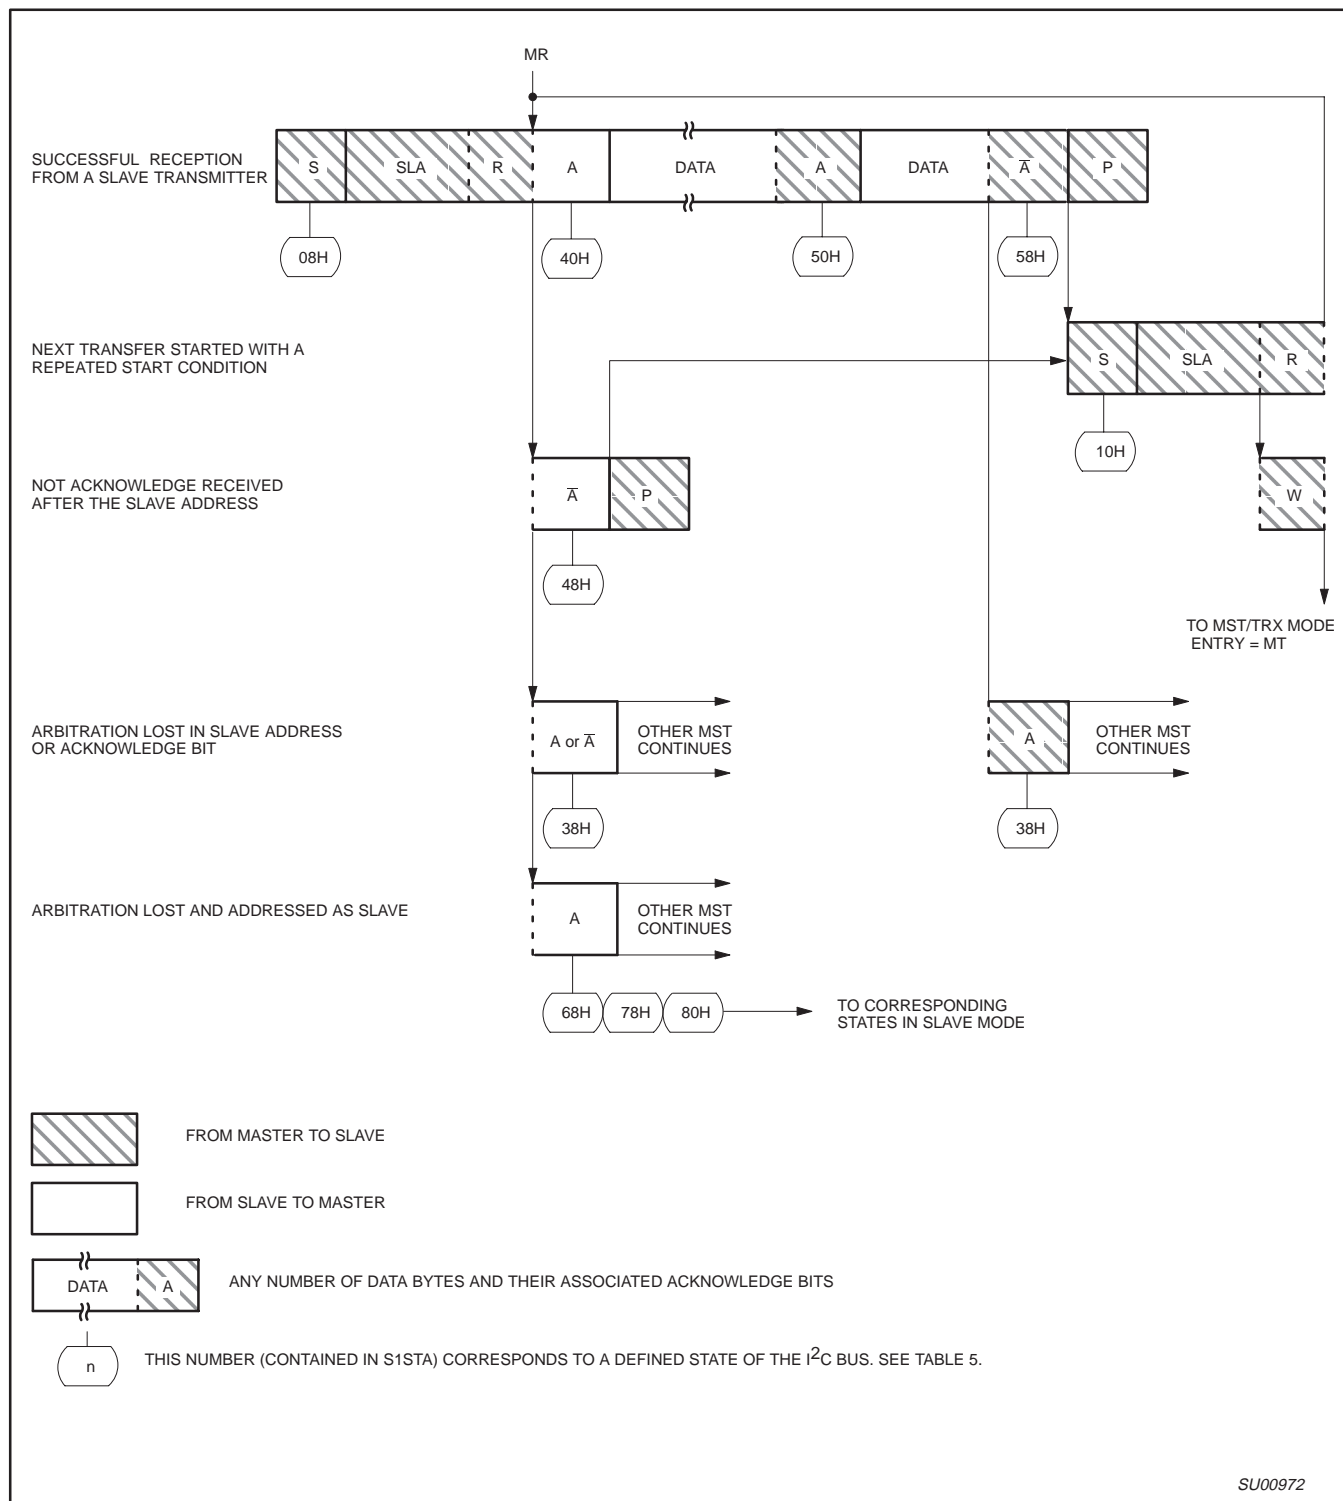 MR
SUCCESSFUL RECEPTION
FROM A SLAVE TRANSMITTER
S SLA R A DATA A DATA A̅ P
08H 40H 50H 58H
NEXT TRANSFER STARTED WITH A
REPEATED START CONDITION
S SLA R
10H
NOT ACKNOWLEDGE RECEIVED
AFTER THE SLAVE ADDRESS
A̅ P W
48H
TO MST/TRX MODE
ENTRY = MT
ARBITRATION LOST IN SLAVE ADDRESS
OR ACKNOWLEDGE BIT
A or A̅
OTHER MST
CONTINUES
A
OTHER MST
CONTINUES
38H 38H
ARBITRATION LOST AND ADDRESSED AS SLAVE
A
OTHER MST
CONTINUES
68H 78H 80H
TO CORRESPONDING
STATES IN SLAVE MODE
FROM MASTER TO SLAVE
FROM SLAVE TO MASTER
DATA A
ANY NUMBER OF DATA BYTES AND THEIR ASSOCIATED ACKNOWLEDGE BITS
n
THIS NUMBER (CONTAINED IN S1STA) CORRESPONDS TO A DEFINED STATE OF THE I²C BUS. SEE TABLE 5.
SU00972